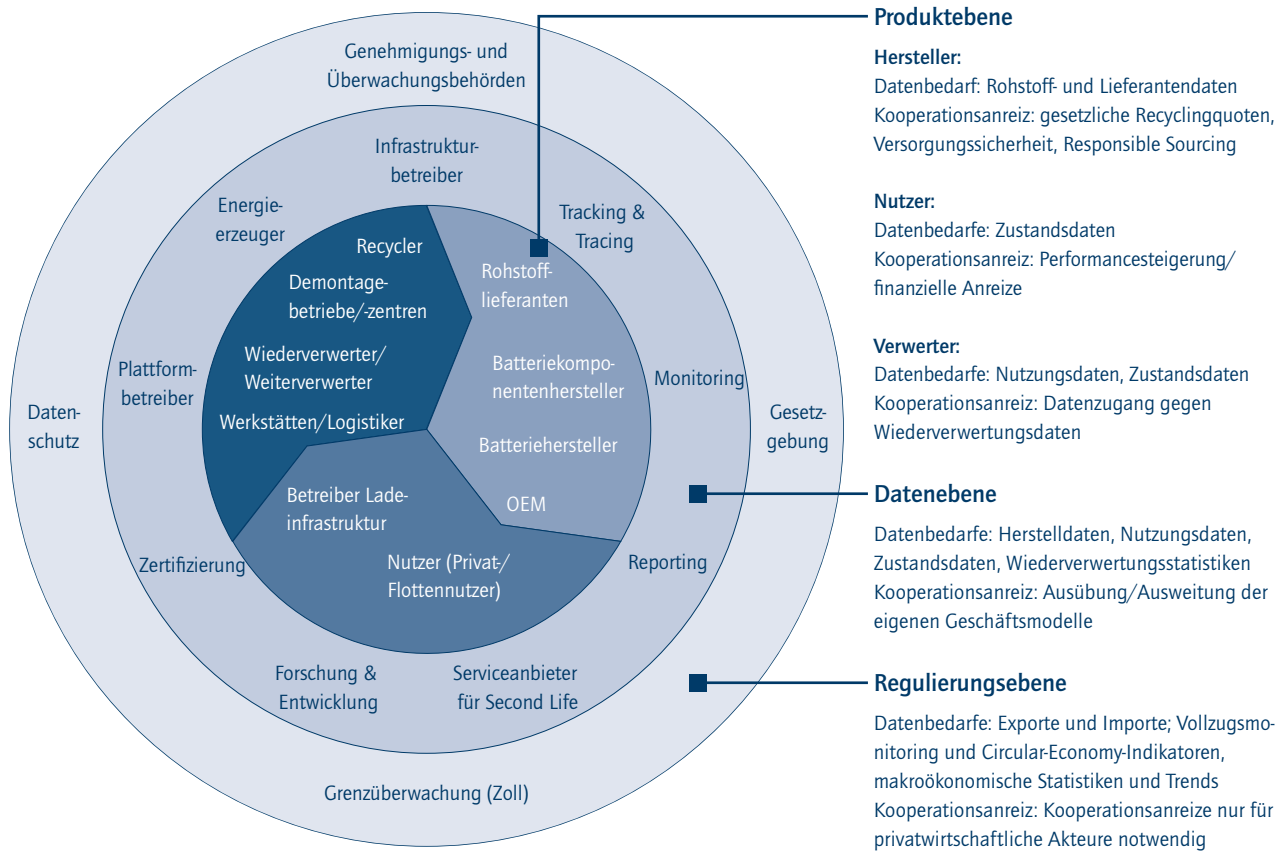 Genehmigungs- und
Überwachungsbehörden
Infrastruktur-
betreiber
Energie-
erzeuger
Tracking &
Tracing
Recycler
Rohstoff-
lieferanten
Demontage-
betriebe/-zentren
Wiederverwerter/
Weiterverwerter
Batteriekompo-
nentenhersteller
Plattform-
betreiber
Monitoring
Daten-
schutz
Werkstätten/Logistiker
Gesetz-
gebung
Batteriehersteller
Betreiber Lade-
infrastruktur
OEM
Zertifizierung
Nutzer (Privat-/
Flottennutzer)
Reporting
Forschung &
Entwicklung
Serviceanbieter
für Second Life
Grenzüberwachung (Zoll)
Produktebene
Hersteller:
Datenbedarf: Rohstoff- und Lieferantendaten
Kooperationsanreiz: gesetzliche Recyclingquoten,
Versorgungssicherheit, Responsible Sourcing
Nutzer:
Datenbedarfe: Zustandsdaten
Kooperationsanreiz: Performancesteigerung/
finanzielle Anreize
Verwerter:
Datenbedarfe: Nutzungsdaten, Zustandsdaten
Kooperationsanreiz: Datenzugang gegen
Wiederverwertungsdaten
Datenebene
Datenbedarfe: Herstelldaten, Nutzungsdaten,
Zustandsdaten, Wiederverwertungsstatistiken
Kooperationsanreiz: Ausübung/Ausweitung der
eigenen Geschäftsmodelle
Regulierungsebene
Datenbedarfe: Exporte und Importe; Vollzugsmo-
nitoring und Circular-Economy-Indikatoren,
makroökonomische Statistiken und Trends
Kooperationsanreiz: Kooperationsanreize nur für
privatwirtschaftliche Akteure notwendig